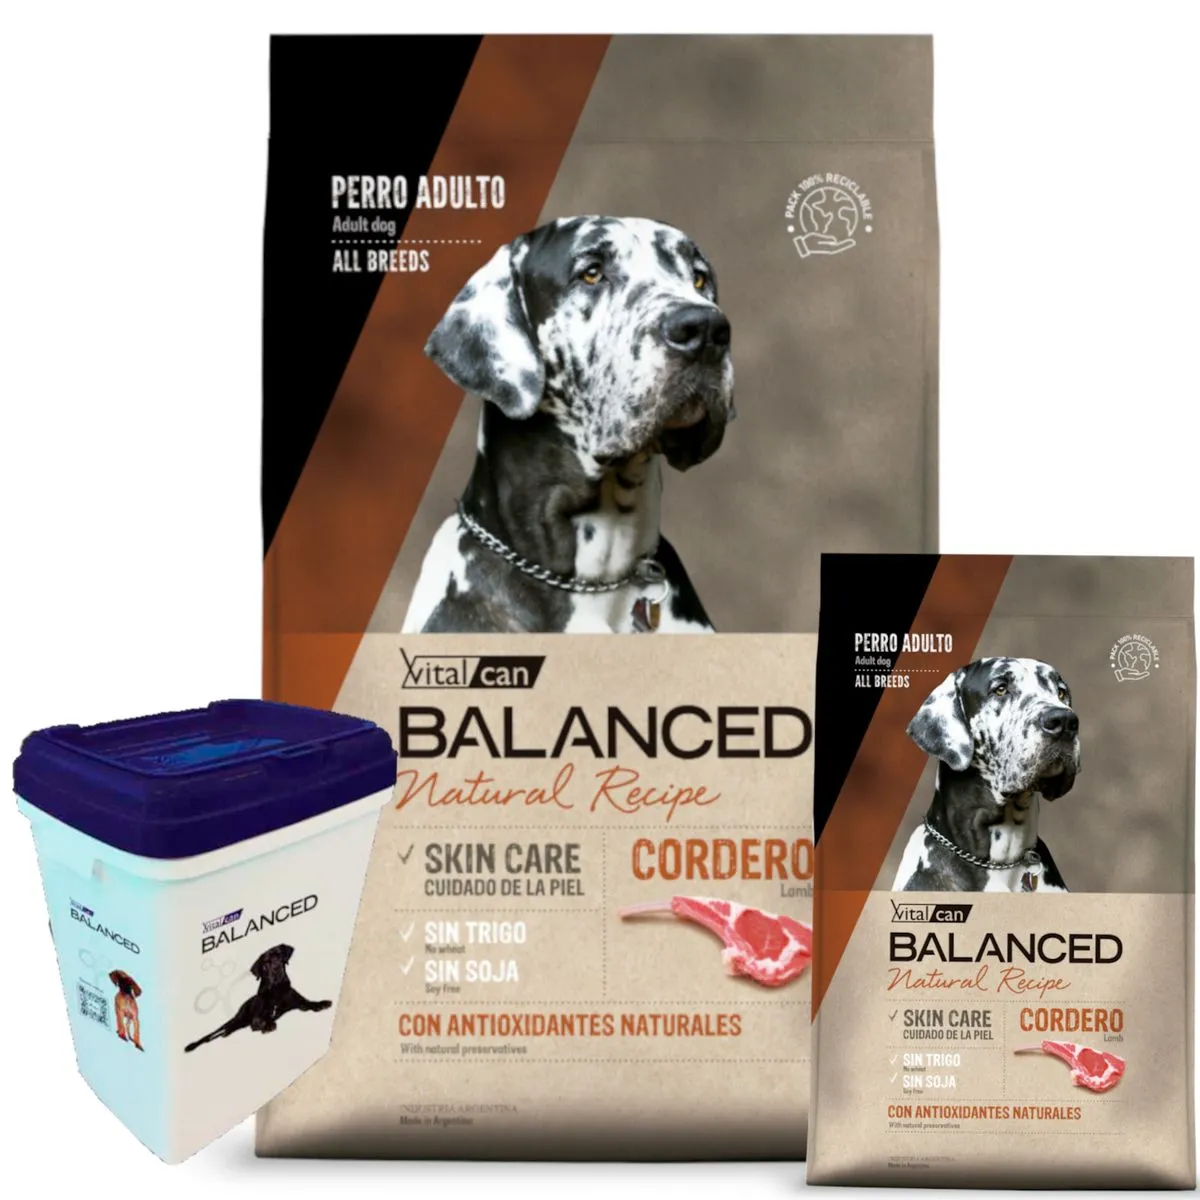 PERRO ADULTO
Adult dog
ALL BREEDS
PACK 100% RECICLABLE
Vital can
BALANCED
Natural Recipe
SKIN CARE
CUIDADO DE LA PIEL
SIN TRIGO
No wheat
SIN SOJA
Soy free
CORDERO
Lamb
CON ANTIOXIDANTES NATURALES
With natural preservatives
INDUSTRIA ARGENTINA
Made in Argentina
Vital can
BALANCED
Vital can
BALANCED
PERRO ADULTO
Adult dog
ALL BREEDS
PACK 100% RECICLABLE
Vital can
BALANCED
Natural Recipe
SKIN CARE
CUIDADO DE LA PIEL
SIN TRIGO
No wheat
SIN SOJA
Soy free
CORDERO
Lamb
CON ANTIOXIDANTES NATURALES
With natural preservatives
INDUSTRIA ARGENTINA
Made in Argentina